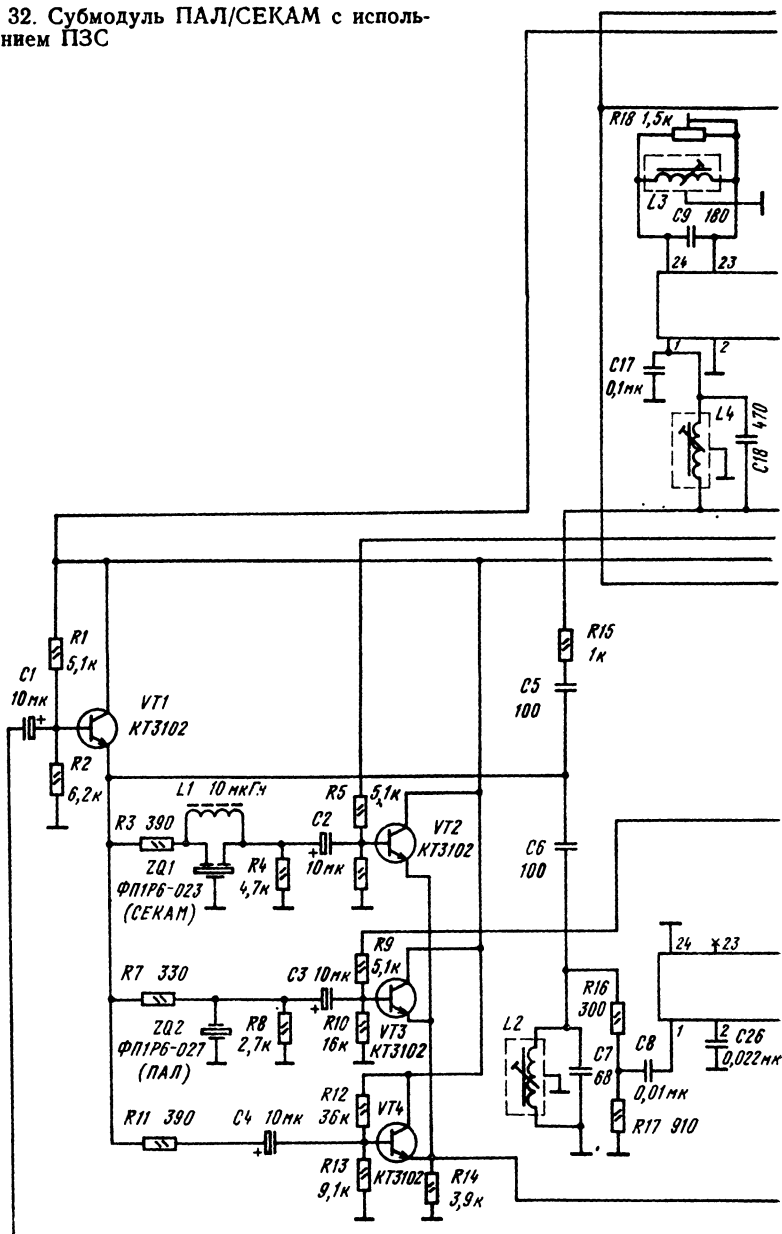 32. Субмодуль ПАЛ/СЕКАМ с исполь-
нием ПЗС
R18 1,5к
L3
C9 180
24 23
1 2
C17
0,1мк
L4
470
C18
R1
5,1к
C1
10мк
+
VT1
КТ3102
R2
6,2к
R15
1к
C5
100
L1 10мкГн
R3 390
ZQ1
ФП1Р6-023
(СЕКАМ)
R4
4,7к
C2
+
10мк
R5
5,1к
VT2
КТ3102
C6
100
R7 330
ZQ2
ФП1Р6-027
(ПАЛ)
R8
2,7к
C3 10мк
+
R9
5,1к
R10
16к
VT3
КТ3102
24 23
1 2
R16
300
L2
C7
68
C8
0,01мк
C26
0,022мк
R17 910
R11 390
C4 10мк
+
R12
36к
VT4
R13
9,1к
КТ3102
R14
3,9к